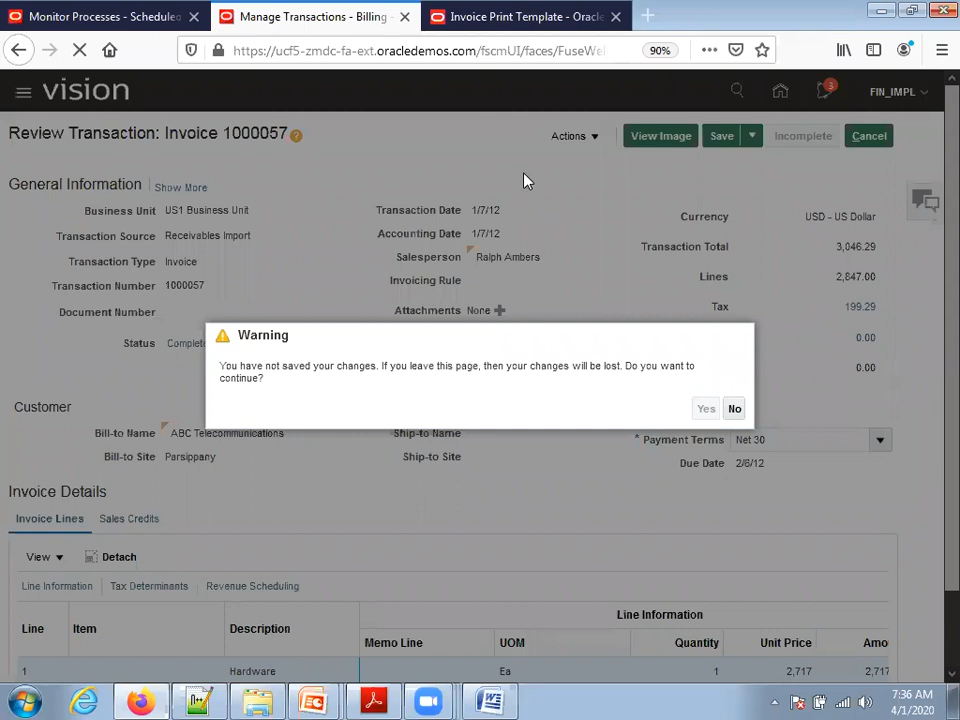 Monitor Processes - Scheduled
Manage Transactions - Billing -
Invoice Print Template - Oracle
https://ucf5-zmdc-fa-ext.oracledemos.com/fscmUI/faces/FuseWel
90%
vision
3
FIN_IMPL
Review Transaction: Invoice 1000057
Actions
View Image
Save
Incomplete
Cancel
General Information
Show More
Business Unit US1 Business Unit
Transaction Source Receivables Import
Transaction Type Invoice
Transaction Number 1000057
Document Number
Status Complete
Transaction Date 1/7/12
Accounting Date 1/7/12
Salesperson Ralph Ambers
Invoicing Rule
Attachments None
Currency USD - US Dollar
Transaction Total 3,046.29
Lines 2,847.00
Tax 199.29
0.00
0.00
Warning
You have not saved your changes. If you leave this page, then your changes will be lost. Do you want to
continue?
Yes
No
Customer
Bill-to Name ABC Telecommunications
Bill-to Site Parsippany
Ship-to Name
Ship-to Site
* Payment Terms Net 30
Due Date 2/6/12
Invoice Details
Invoice Lines
Sales Credits
View
Detach
Line Information
Tax Determinants
Revenue Scheduling
Line Information
Line Item Description Memo Line UOM Quantity Unit Price Amou
1 Hardware Ea 1 2,717 2,717
7:36 AM
4/1/2020